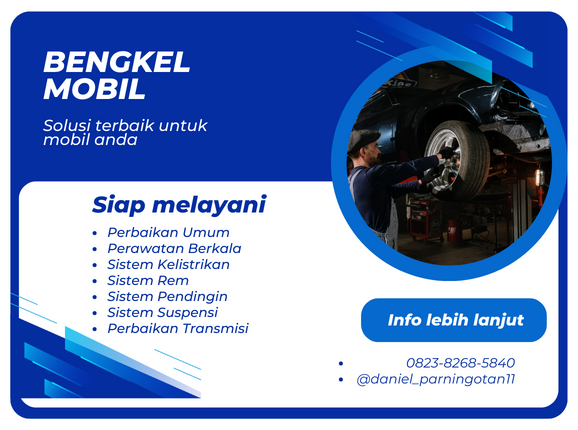 BENGKEL
MOBIL
Solusi terbaik untuk
mobil anda
Siap melayani
• Perbaikan Umum
• Perawatan Berkala
• Sistem Kelistrikan
• Sistem Rem
• Sistem Pendingin
• Sistem Suspensi
• Perbaikan Transmisi
Info lebih lanjut
• 0823-8268-5840
• @daniel_parningotan11